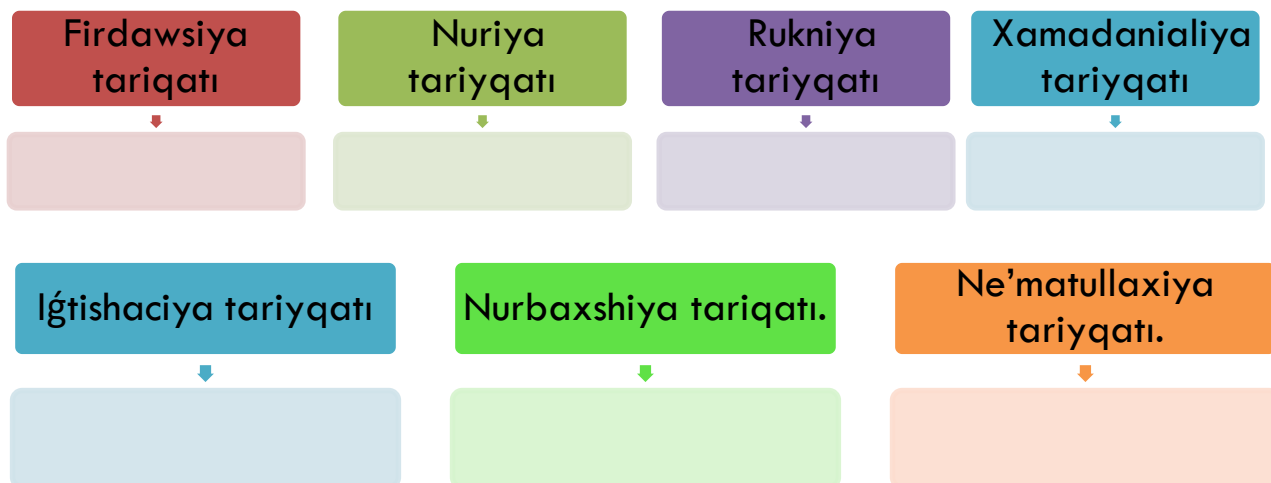 Firdawsiya
tariqatı
Nuriya
tariyqatı
Rukniya
tariyqatı
Xamadanialiya
tariyqatı
Iǵtishaciya tariyqatı
Nurbaxshiya tariqatı.
Ne’matullaxiya
tariyqatı.